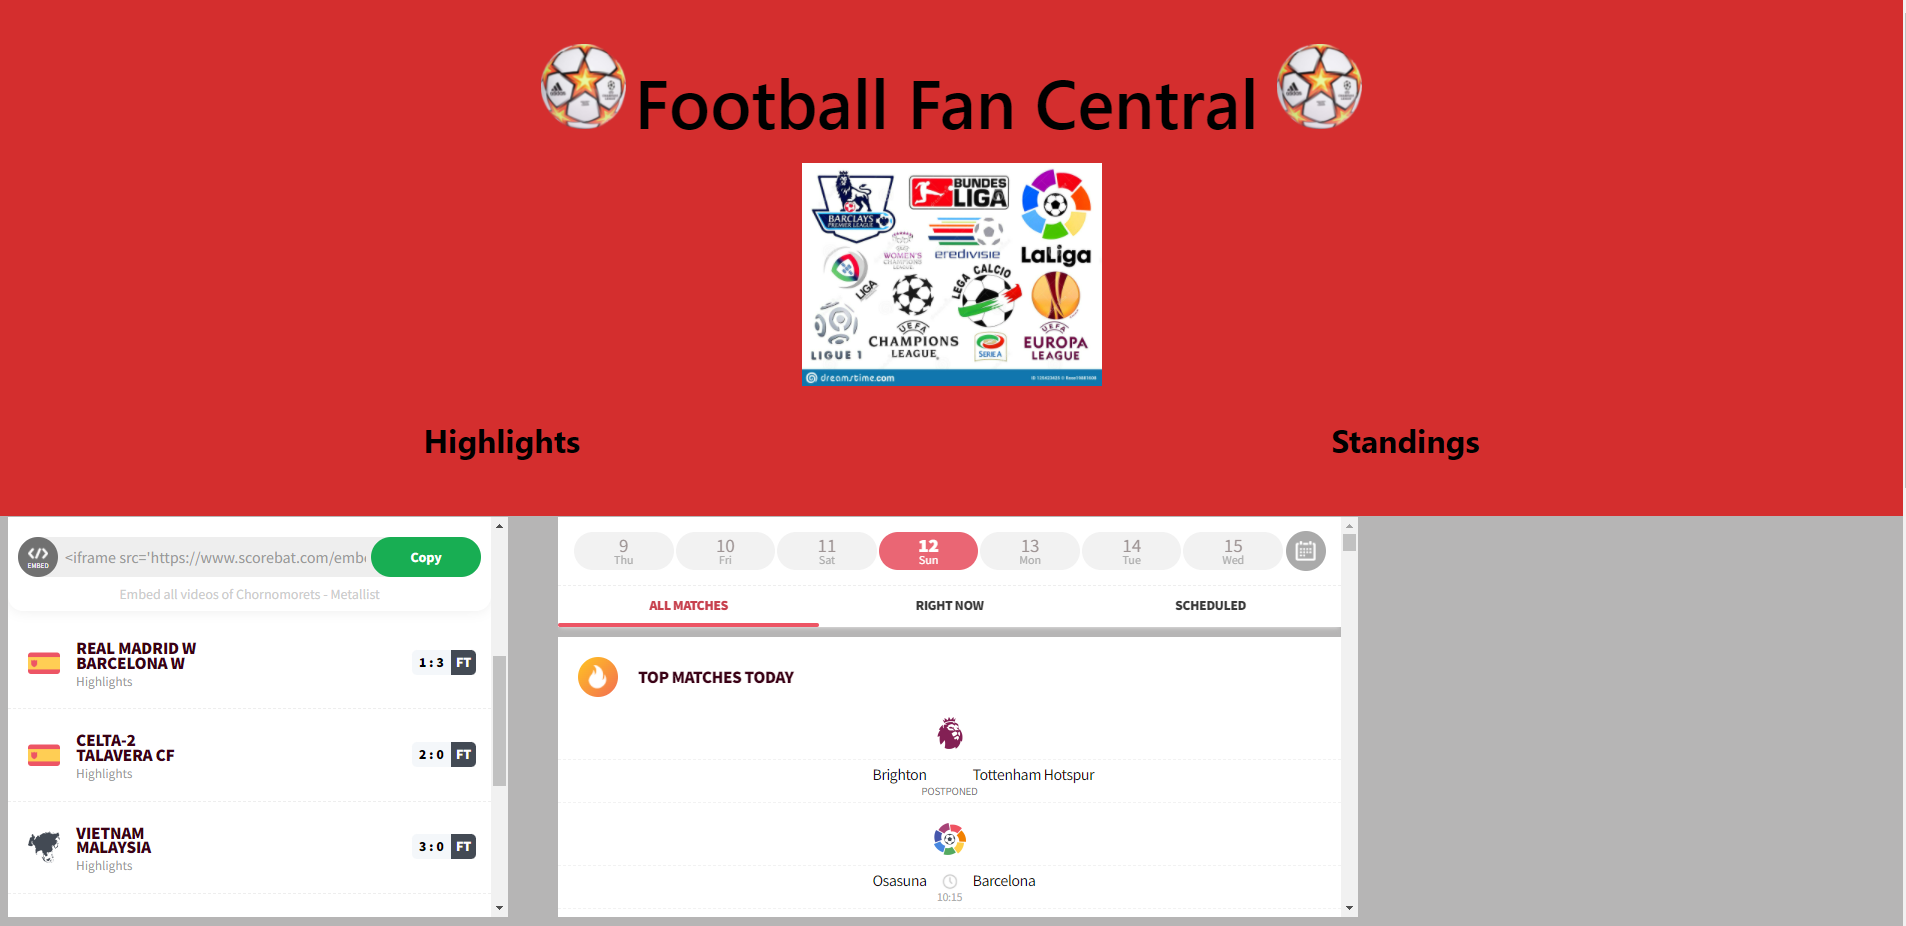 Football Fan Central
BARCLAYS
PREMIER LEAGUE
BUNDES
LIGA
WOMEN'S
CHAMPIONS
LEAGUE
eredivisie
LaLiga
LIGA
LEGA CALCIO
LIGUE 1
UEFA
CHAMPIONS
LEAGUE
SERIE A
UEFA
EUROPA
LEAGUE
dreamstime.com
Highlights
Standings
</> EMBED
<iframe src='https://www.scorebat.com/embe
Copy
Embed all videos of Chornomorets - Metallist
REAL MADRID W
BARCELONA W
1 : 3 FT
Highlights
CELTA-2
TALAVERA CF
2 : 0 FT
Highlights
VIETNAM
MALAYSIA
3 : 0 FT
Highlights
9 10 11 12 13 14 15
Thu Fri Sat Sun Mon Tue Wed
ALL MATCHES RIGHT NOW SCHEDULED
TOP MATCHES TODAY
Brighton Tottenham Hotspur
POSTPONED
Osasuna Barcelona
10:15